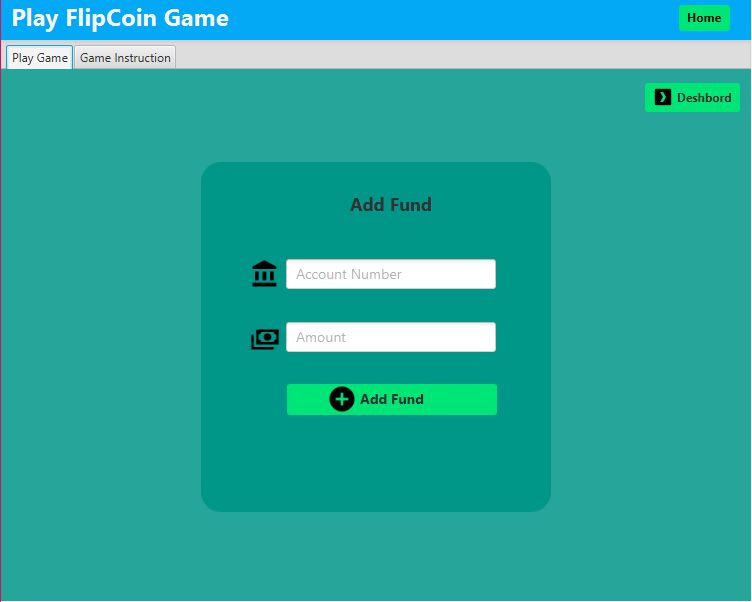 Play FlipCoin Game
Home
Play Game
Game Instruction
Deshbord
Add Fund
Account Number
Amount
Add Fund